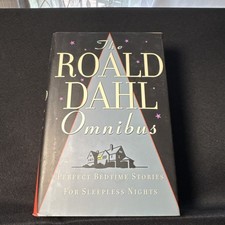 The
ROALD
DAHL
Omnibus
PERFECT BEDTIME STORIES
FOR SLEEPLESS NIGHTS